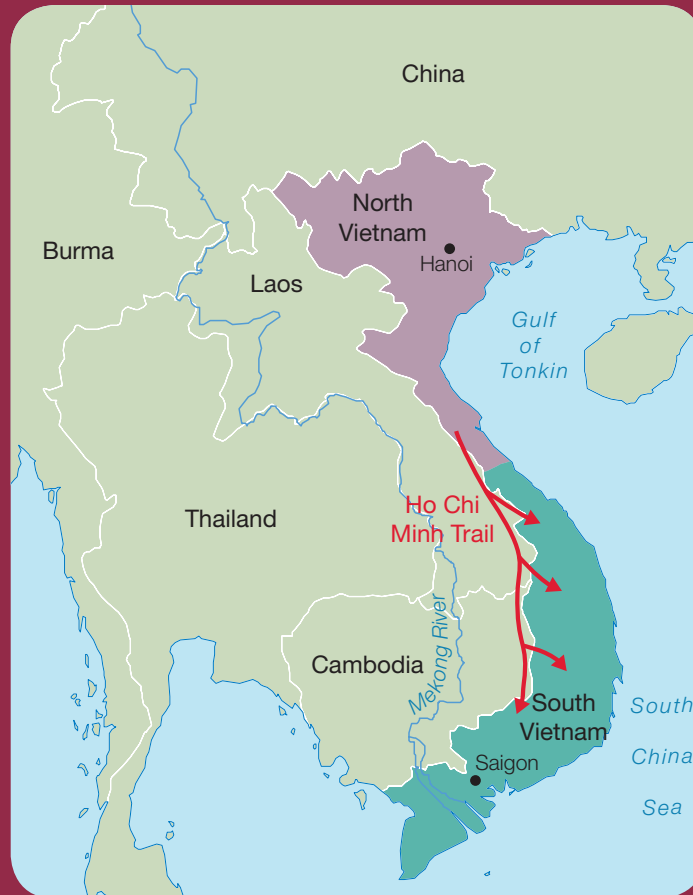 China
North
Vietnam
Hanoi
Burma
Laos
Gulf
of
Tonkin
Thailand
Ho Chi
Minh Trail
Cambodia
Mekong River
South
Vietnam
Saigon
South
China
Sea